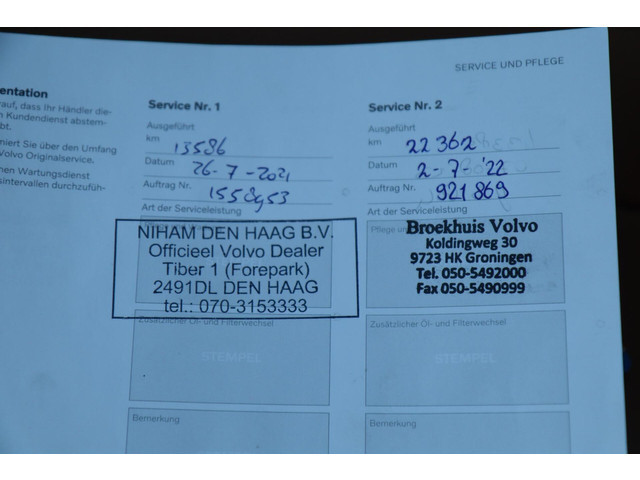 SERVICE UND PFLEGE
entation
rauf, dass Ihr Händler die-
n Kundendienst abstem-
bt.
miert Sie über den Umfang
Volvo Originalservice.
en Wartungsdienst
intervallen durchzufüh-
Service Nr. 1
Ausgeführt
km 13586
Datum 26-7-2021
Auftrag Nr.
Art der Serviceleistung
NIHAM DEN HAAG B.V.
Officieel Volvo Dealer
Tiber 1 (Forepark)
2491DL DEN HAAG
tel.: 070-3153333
Zusätzlicher Öl- und Filterwechsel
STEMPEL
Bemerkung
Service Nr. 2
Ausgeführt
km 22362
Datum 2-7-'22
Auftrag Nr. 921869
Art der Serviceleistung
Pflege
Broekhuis Volvo
Koldingweg 30
9723 HK Groningen
Tel. 050-5492000
Fax 050-5490999
Zusätzlicher Öl- und Filterwechsel
STEMPEL
Bemerkung